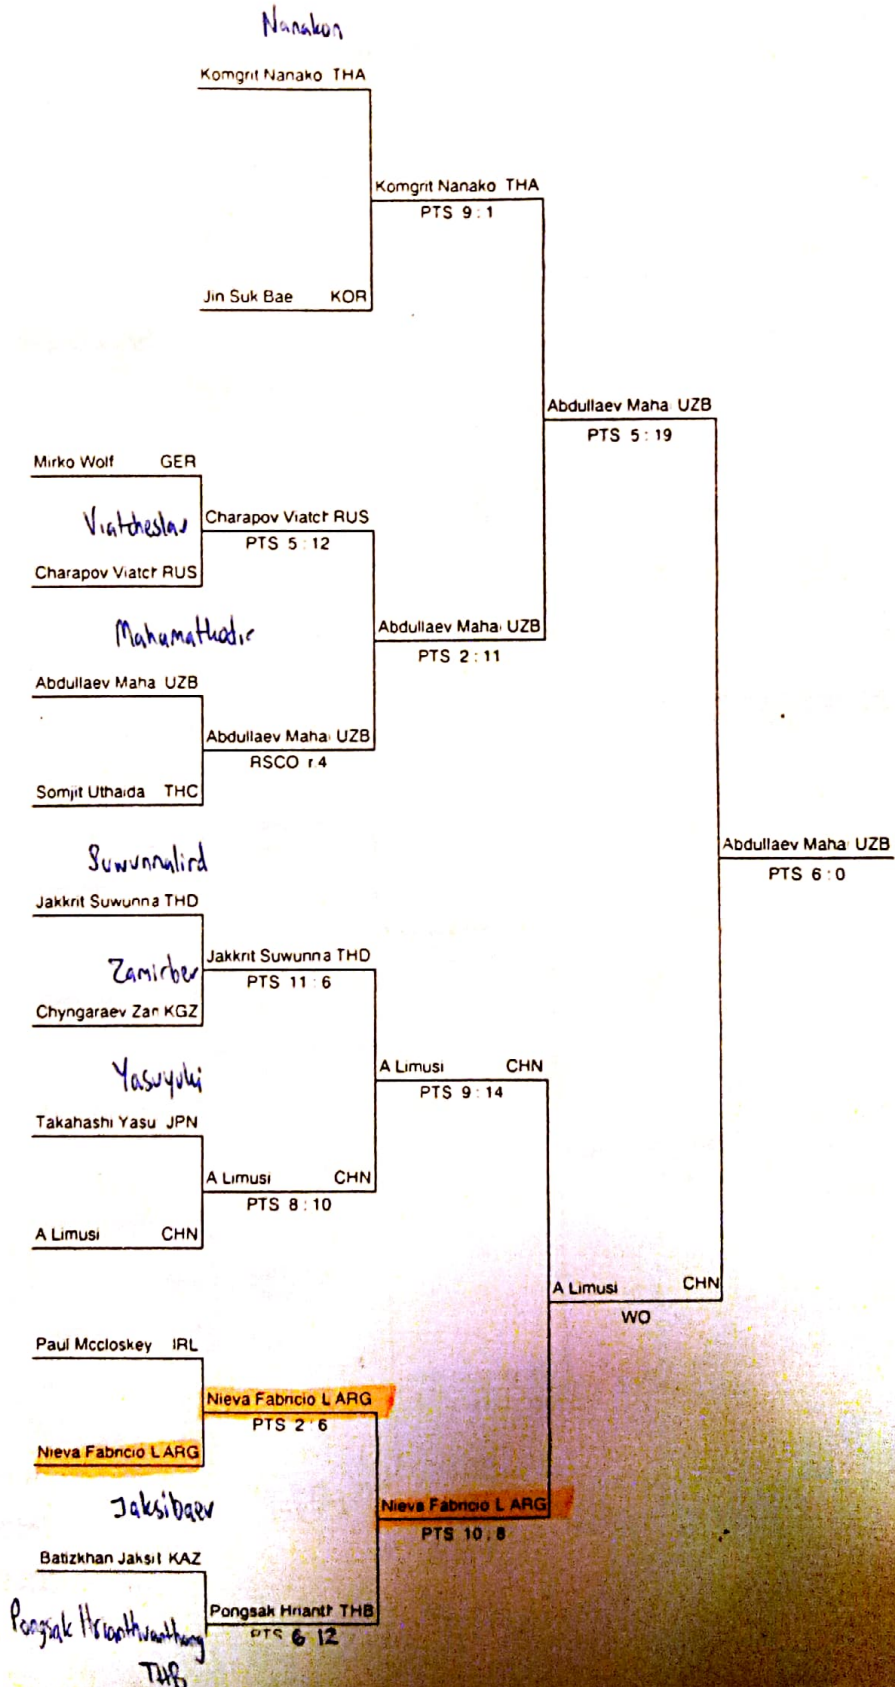 Nanakon
Komgrit Nanako THA
Komgrit Nanako THA
PTS 9 : 1
Jin Suk Bae KOR
Abdullaev Maha UZB
PTS 5 : 19
Mirko Wolf GER
Viatcheslav
Charapov Viatch RUS
PTS 5 : 12
Charapov Viatch RUS
Mahamatkodir
Abdullaev Maha UZB
PTS 2 : 11
Abdullaev Maha UZB
Abdullaev Maha UZB
RSCO r.4
Somjit Uthaida THC
Abdullaev Maha UZB
PTS 6 : 0
Suwunnalird
Jakkrit Suwunna THD
Jakkrit Suwunna THD
PTS 11 : 6
Zamirbev
Chyngaraev Zar KGZ
A Limusi CHN
PTS 9 : 14
Yasuyuki
Takahashi Yasu JPN
A Limusi CHN
PTS 8 : 10
A Limusi CHN
A Limusi CHN
WO
Paul Mccloskey IRL
Nieva Fabricio L ARG
PTS 2 : 6
Nieva Fabricio L ARG
Nieva Fabricio L ARG
PTS 10 : 8
Jaksibaev
Batizkhan Jaksit KAZ
Pongsak Hrianth THB
PTS 6 12
Pongsak Hrianthwanthong
THB